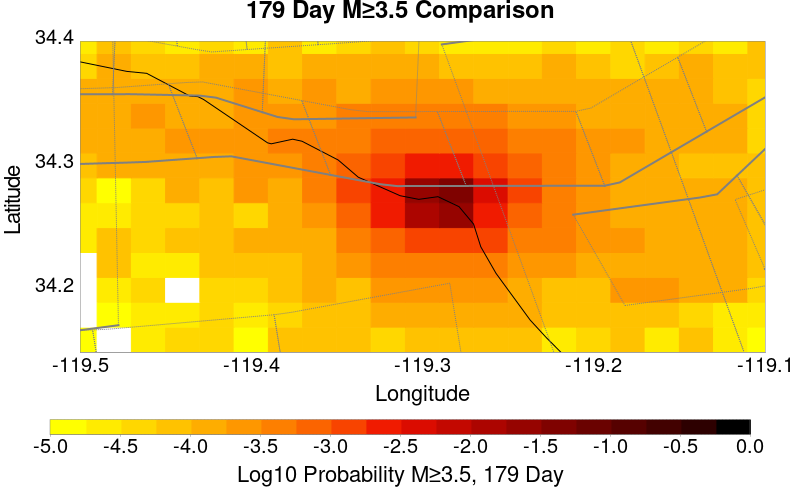 179 Day M≥3.5 Comparison
34.4
34.3
34.2
Latitude
-119.5 -119.4 -119.3 -119.2 -119.1
Longitude
-5.0 -4.5 -4.0 -3.5 -3.0 -2.5 -2.0 -1.5 -1.0 -0.5 0.0
Log10 Probability M≥3.5, 179 Day